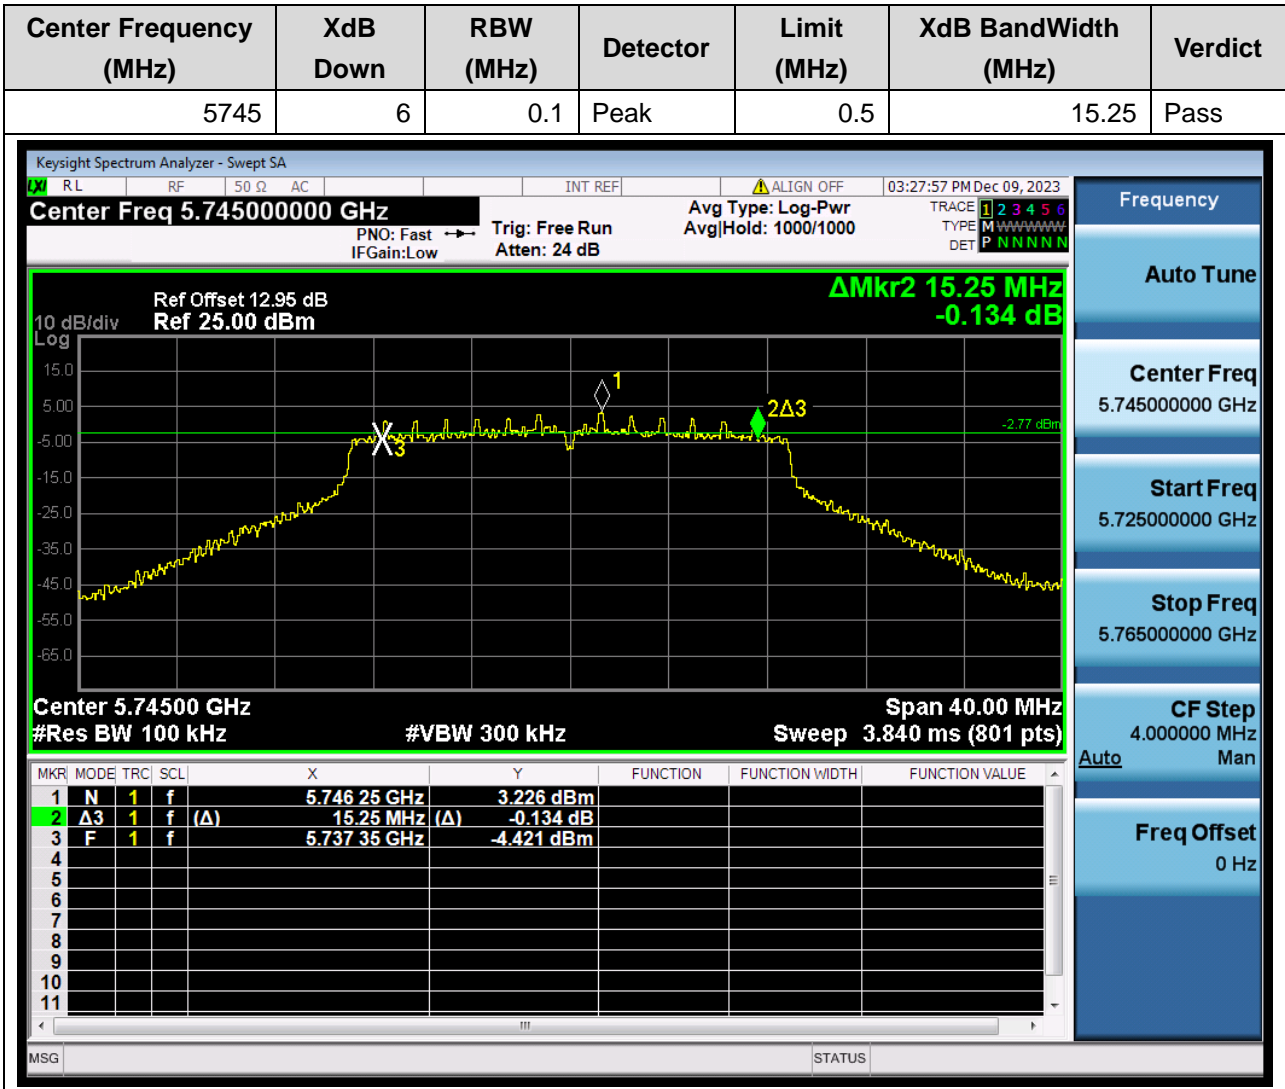 Center Frequency (MHz) XdB Down RBW (MHz) Detector Limit (MHz) XdB BandWidth (MHz) Verdict
5745 6 0.1 Peak 0.5 15.25 Pass
Keysight Spectrum Analyzer - Swept SA
LXI RL RF 50 Ω AC INT REF ALIGN OFF 03:27:57 PM Dec 09, 2023
Center Freq 5.745000000 GHz
PNO: Fast
IFGain:Low
Trig: Free Run
Atten: 24 dB
Avg Type: Log-Pwr
Avg|Hold: 1000/1000
TRACE 1 2 3 4 5 6
TYPE M WWWWW
DET P N N N N N
Ref Offset 12.95 dB
10 dB/div Ref 25.00 dBm
Log
ΔMkr2 15.25 MHz
-0.134 dB
15.0
5.00
-5.00
-15.0
-25.0
-35.0
-45.0
-55.0
-65.0
1
2Δ3
3
-2.77 dBm
Center 5.74500 GHz Span 40.00 MHz
#Res BW 100 kHz #VBW 300 kHz Sweep 3.840 ms (801 pts)
MKR MODE TRC SCL X Y FUNCTION FUNCTION WIDTH FUNCTION VALUE
1 N 1 f 5.746 25 GHz 3.226 dBm
2 Δ3 1 f (Δ) 15.25 MHz (Δ) -0.134 dB
3 F 1 f 5.737 35 GHz -4.421 dBm
4
5
6
7
8
9
10
11
MSG STATUS
Frequency
Auto Tune
Center Freq
5.745000000 GHz
Start Freq
5.725000000 GHz
Stop Freq
5.765000000 GHz
CF Step
4.000000 MHz
Auto Man
Freq Offset
0 Hz